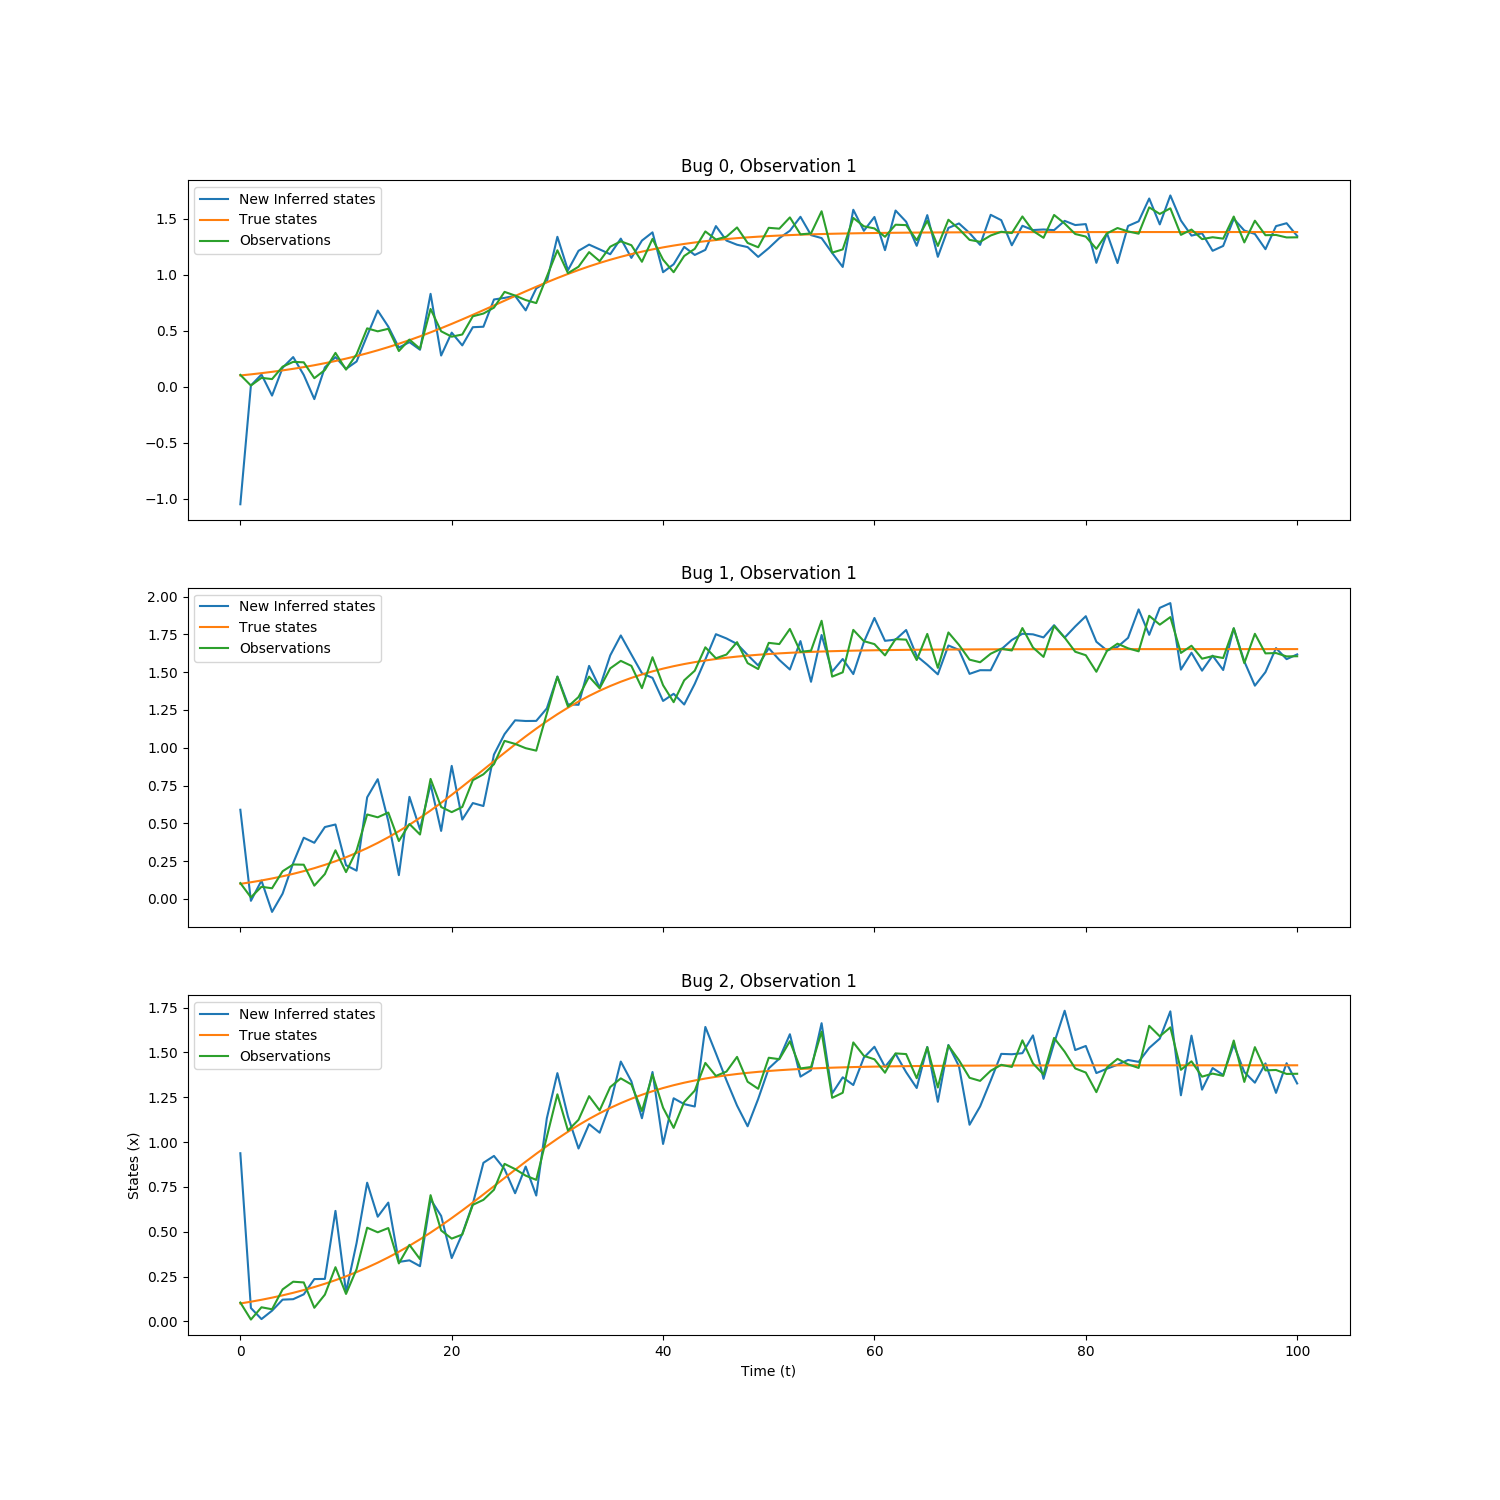 Bug 0, Observation 1
New Inferred states
True states
Observations
1.5
1.0
0.5
0.0
−0.5
−1.0
Bug 1, Observation 1
New Inferred states
True states
Observations
2.00
1.75
1.50
1.25
1.00
0.75
0.50
0.25
0.00
Bug 2, Observation 1
New Inferred states
True states
Observations
1.75
1.50
1.25
1.00
0.75
0.50
0.25
0.00
States (x)
0 20 40 60 80 100
Time (t)